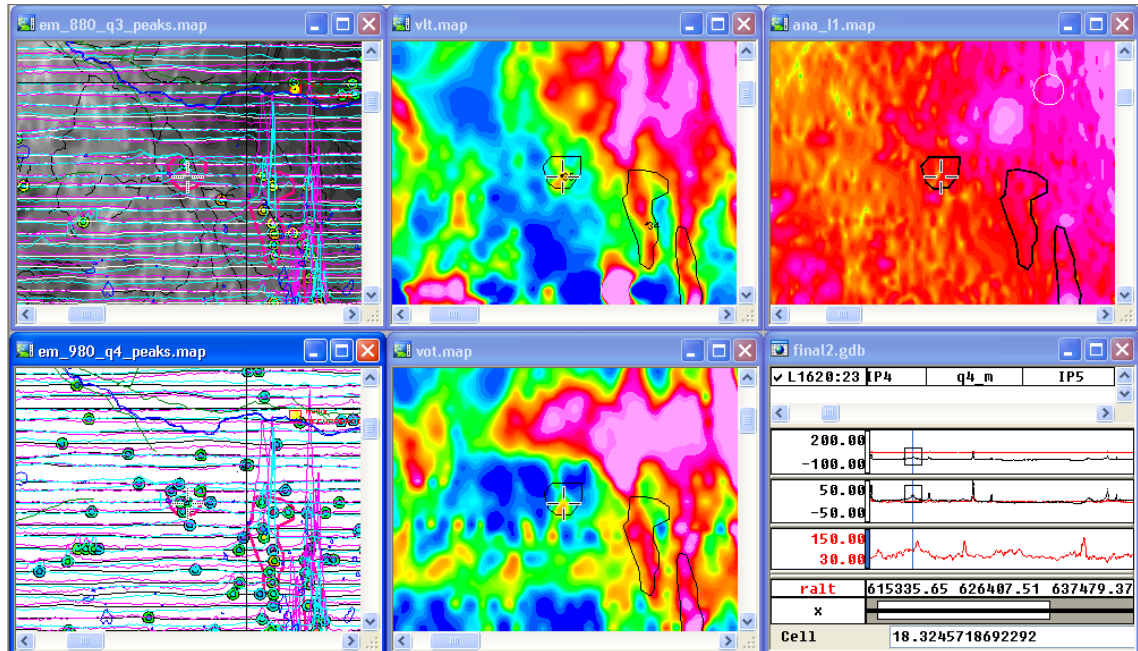 em_880_q3_peaks.map
vlt.map
ana_l1.map
34
em_980_q4_peaks.map
vot.map
final2.gdb
L1620:23 IP4 q4_m IP5
200.00
-100.00
50.00
-50.00
150.00
30.00
ralt 615335.65 626407.51 637479.37
x
Cell 18.3245718692292